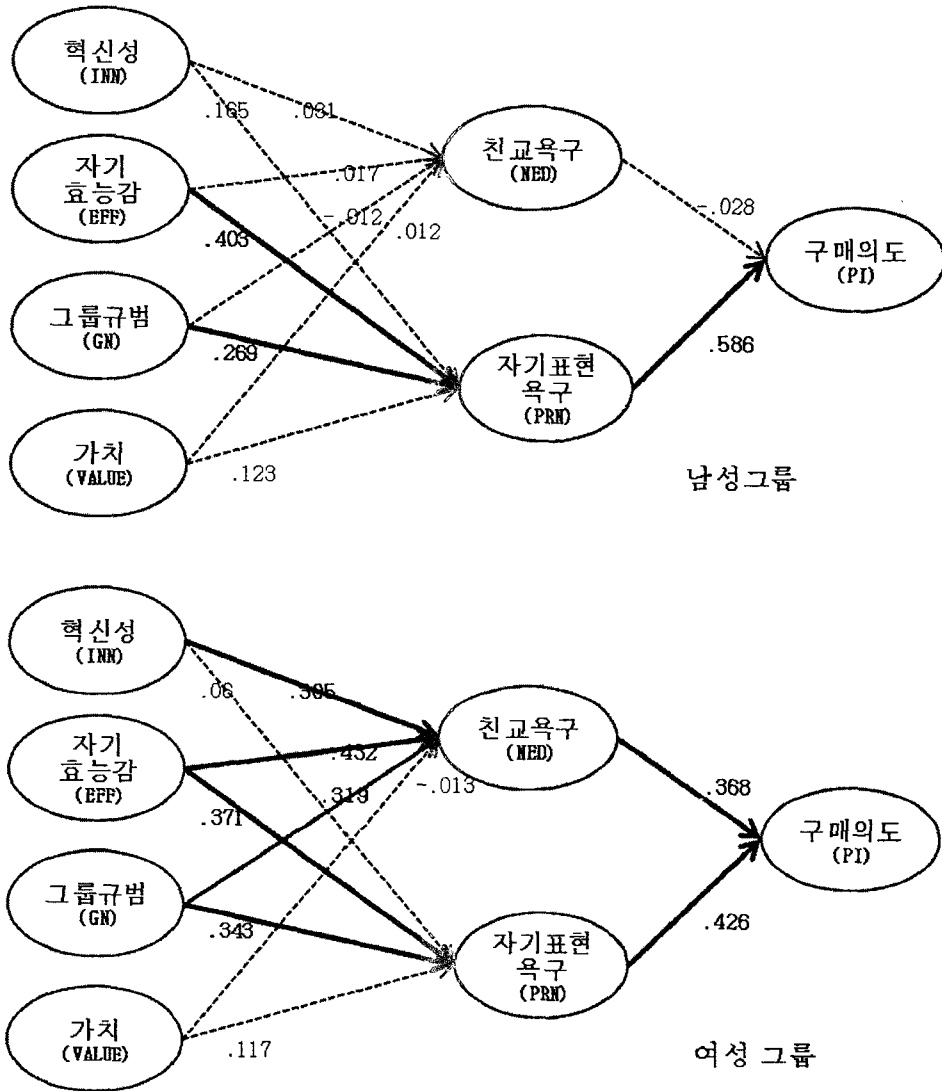 혁신성
(INN)
.165
.031
자기
효능감
(EFF)
.017
-.012
.012
.403
친교욕구
(NED)
-.028
구매의도
(PI)
그룹규범
(GN)
.269
.586
자기표현
욕구
(PRN)
가치
(VALUE)
.123
남성그룹
혁신성
(INN)
.06
자기
효능감
(EFF)
.432
.319
-.013
.371
친교욕구
(NED)
.368
구매의도
(PI)
그룹규범
(GN)
.343
.426
자기표현
욕구
(PRN)
가치
(VALUE)
.117
여성 그룹